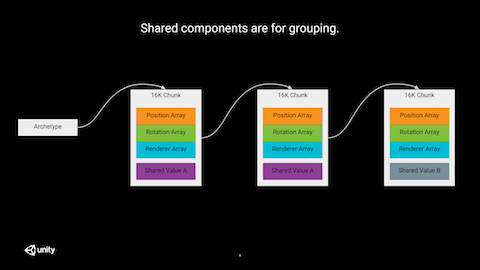 Shared components are for grouping.
16K Chunk
16K Chunk
16K Chunk
Position Array
Position Array
Position Array
Archetype
Rotation Array
Rotation Array
Rotation Array
Renderer Array
Renderer Array
Renderer Array
Shared Value A
Shared Value A
Shared Value B
unity